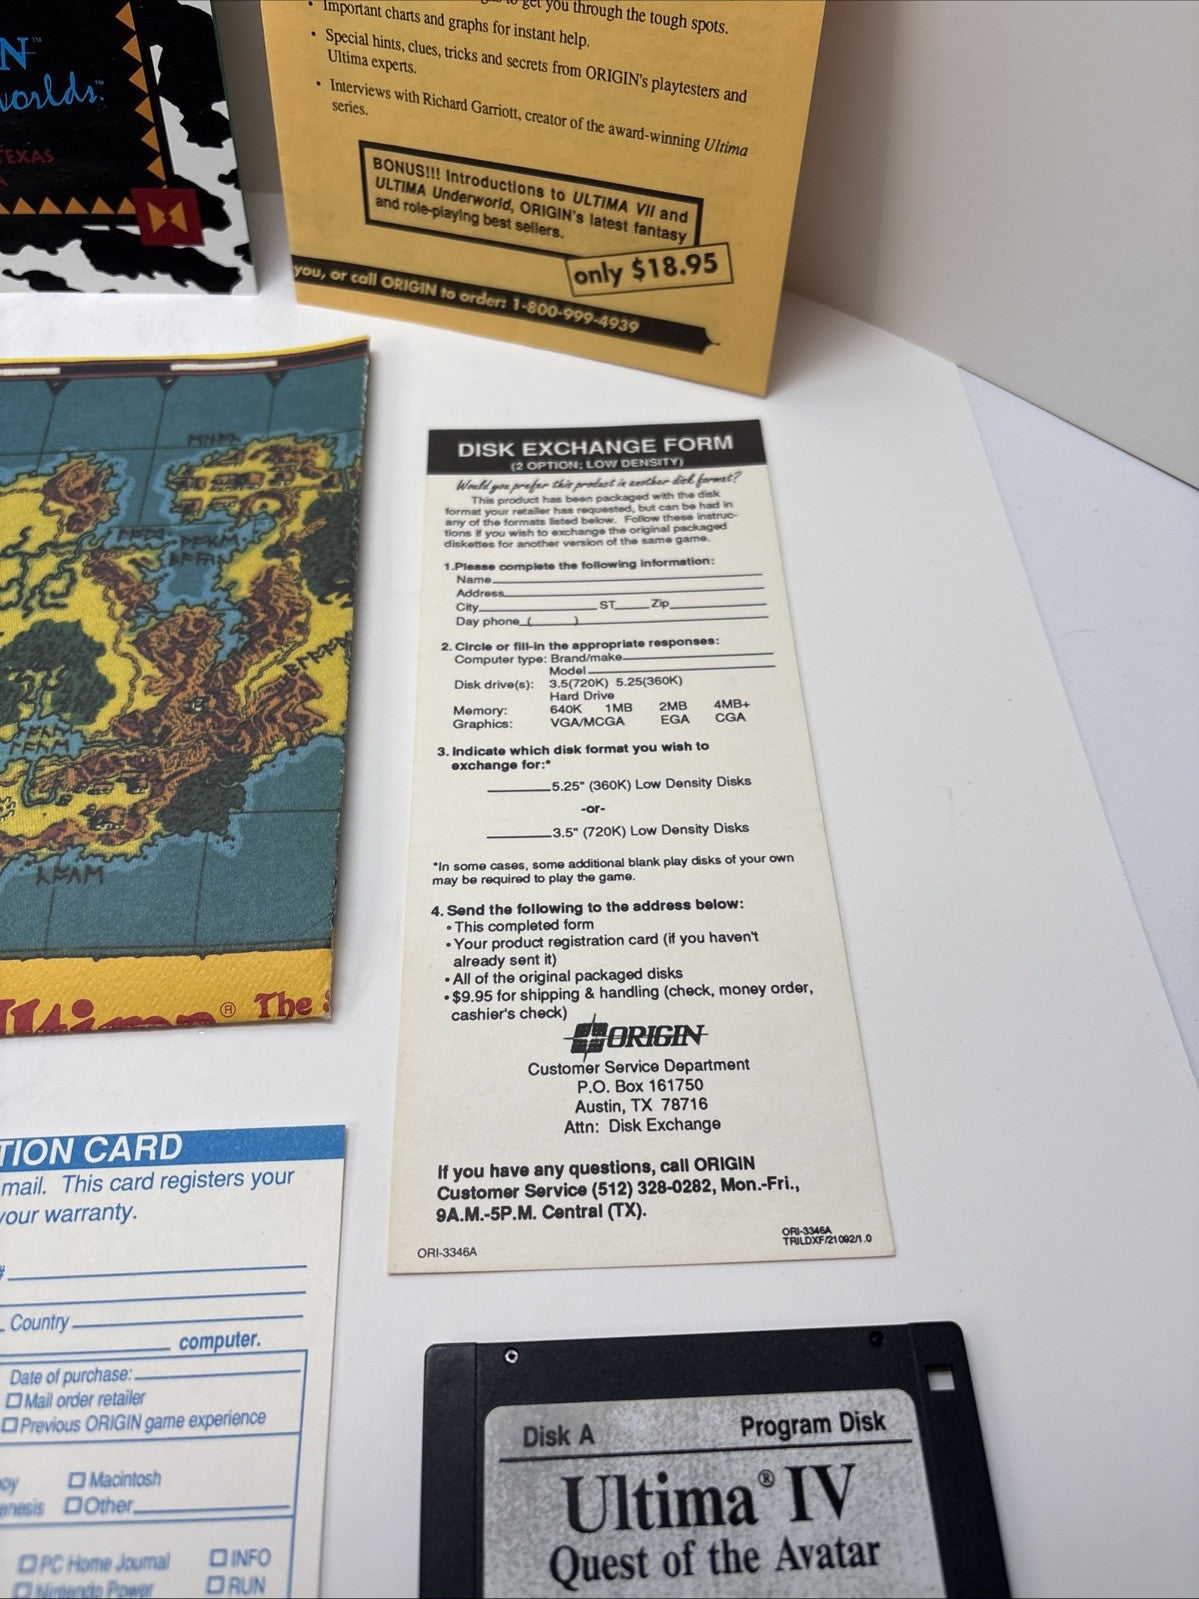 N™
worlds.™
TEXAS
A
to get you through the tough spots.
• Important charts and graphs for instant help.
• Special hints, clues, tricks and secrets from ORIGIN's playtesters and
Ultima experts.
• Interviews with Richard Garriott, creator of the award-winning Ultima
series.
BONUS!!! Introductions to ULTIMA VII and
ULTIMA Underworld, ORIGIN's latest fantasy
and role-playing best sellers.
only $18.95
you, or call ORIGIN to order: 1-800-999-4939
Ultima® The
DISK EXCHANGE FORM
(2 OPTION; LOW DENSITY)
Would you prefer this product in another disk format?
This product has been packaged with the disk
format your retailer has requested, but can be had in
any of the formats listed below. Follow these instruc-
tions if you wish to exchange the original packaged
diskettes for another version of the same game.
1.Please complete the following information:
Name
Address
City ST Zip
Day phone ( )
2. Circle or fill-in the appropriate responses:
Computer type: Brand/make
Model
Disk drive(s): 3.5(720K) 5.25(360K)
Hard Drive
Memory: 640K 1MB 2MB 4MB+
Graphics: VGA/MCGA EGA CGA
3. Indicate which disk format you wish to
exchange for:*
5.25" (360K) Low Density Disks
-or-
3.5" (720K) Low Density Disks
*In some cases, some additional blank play disks of your own
may be required to play the game.
4. Send the following to the address below:
• This completed form
• Your product registration card (if you haven't
already sent it)
• All of the original packaged disks
• $9.95 for shipping & handling (check, money order,
cashier's check)
ORIGIN
Customer Service Department
P.O. Box 161750
Austin, TX 78716
Attn: Disk Exchange
If you have any questions, call ORIGIN
Customer Service (512) 328-0282, Mon.-Fri.,
9A.M.-5P.M. Central (TX).
ORI-3346A
ORI-3346A
TRILDXF/21092/1.0
TION CARD
mail. This card registers your
your warranty.
#
Country
computer.
Date of purchase:
Mail order retailer
Previous ORIGIN game experience
Macintosh
Other
PC Home Journal INFO
Nintendo Power RUN
Disk A Program Disk
Ultima® IV
Quest of the Avatar